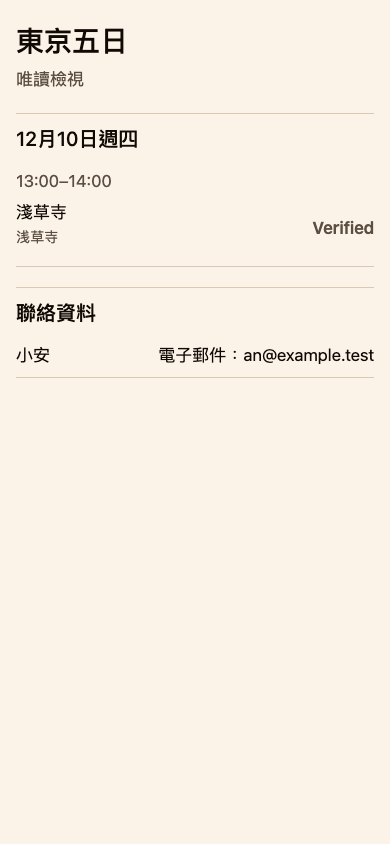 東京五日
唯讀檢視
12月10日週四
13:00–14:00
淺草寺
浅草寺
Verified
聯絡資料
小安
電子郵件：an@example.test